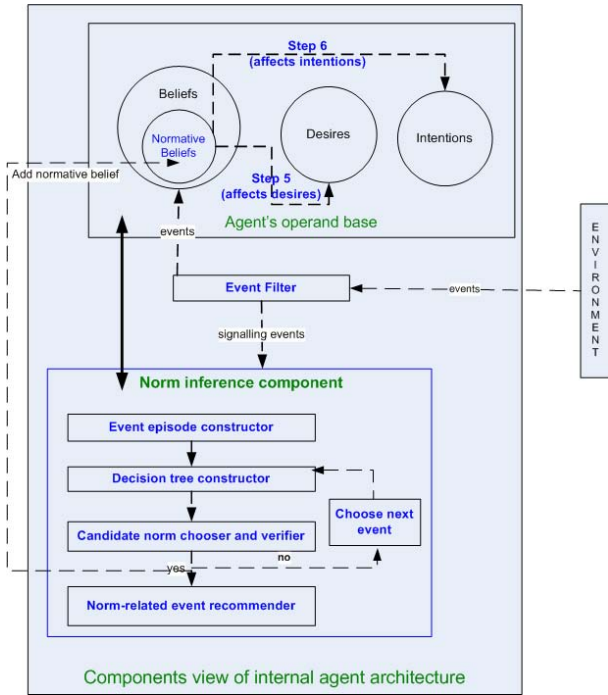 Step 6
(affects intentions)
Beliefs
Normative
Beliefs
Desires
Intentions
Add normative belief
Step 5
(affects desires)
Agent's operand base
events
Event Filter
events
ENVIRONMENT
signalling events
Norm inference component
Event episode constructor
Decision tree constructor
Choose next
event
Candidate norm chooser and verifier
no
yes
Norm-related event recommender
Components view of internal agent architecture